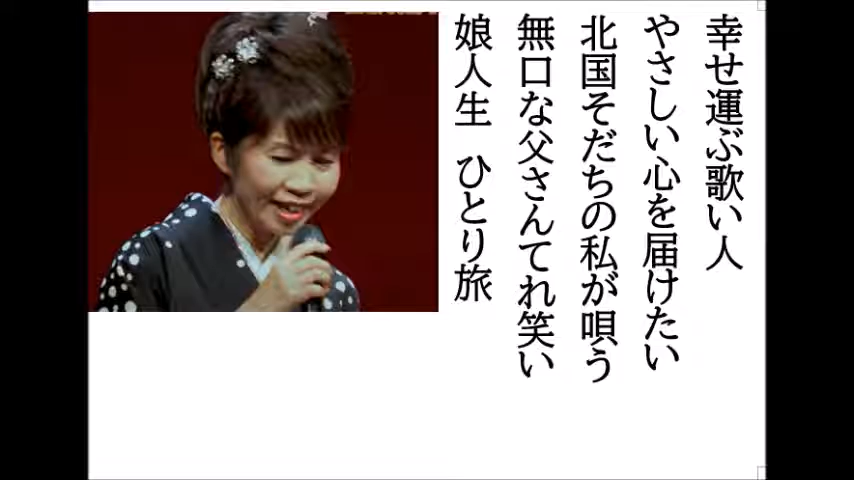 幸せ運ぶ歌い人
やさしい心を届けたい
北国そだちの私が唄う
無口な父さんてれ笑い
娘人生 ひとり旅